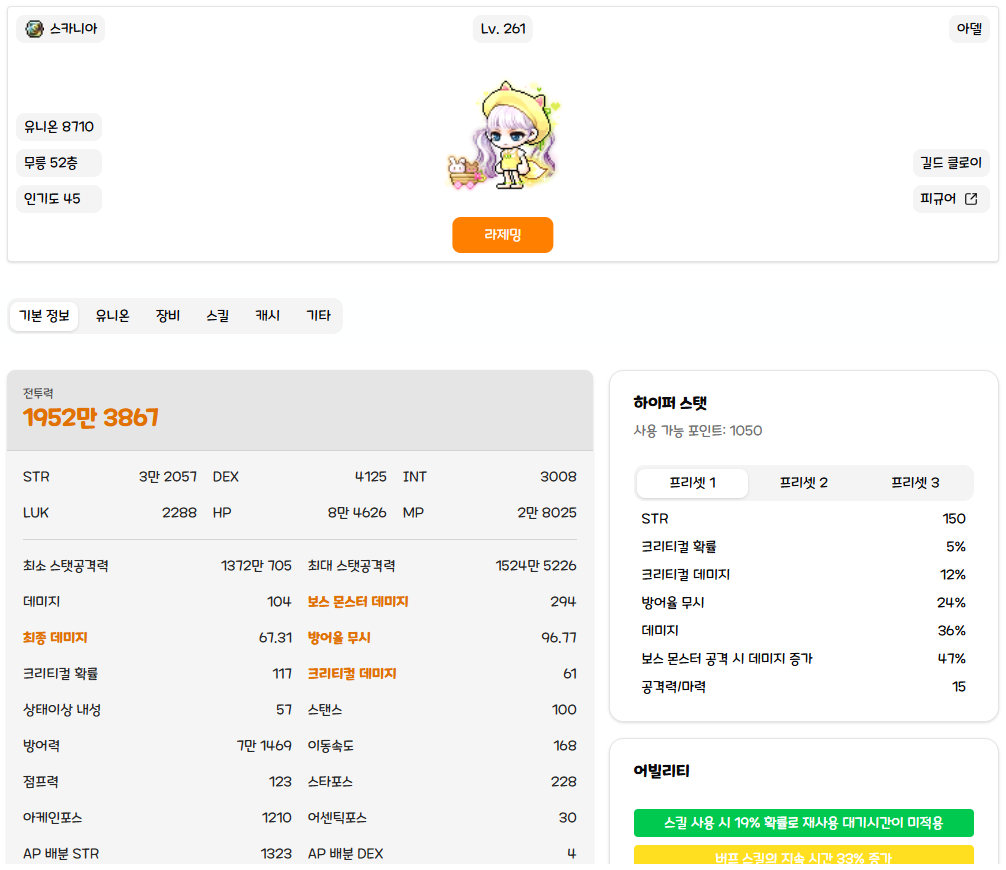 스카니아
Lv. 261
아델
유니온 8710
무릉 52층
인기도 45
길드 클로이
피규어
라제밍
기본 정보 유니온 장비 스킬 캐시 기타
전투력
1952만 3867
STR 3만 2057 DEX 4125 INT 3008
LUK 2288 HP 8만 4626 MP 2만 8025
최소 스탯공격력 1372만 705 최대 스탯공격력 1524만 5226
데미지 104 보스 몬스터 데미지 294
최종 데미지 67.31 방어율 무시 96.77
크리티컬 확률 117 크리티컬 데미지 61
상태이상 내성 57 스탠스 100
방어력 7만 1469 이동속도 168
점프력 123 스타포스 228
아케인포스 1210 어센틱포스 30
AP 배분 STR 1323 AP 배분 DEX 4
하이퍼 스탯
사용 가능 포인트: 1050
프리셋 1 프리셋 2 프리셋 3
STR 150
크리티컬 확률 5%
크리티컬 데미지 12%
방어율 무시 24%
데미지 36%
보스 몬스터 공격 시 데미지 증가 47%
공격력/마력 15
어빌리티
스킬 사용 시 19% 확률로 재사용 대기시간이 미적용
버프 스킬의 지속 시간 33% 증가